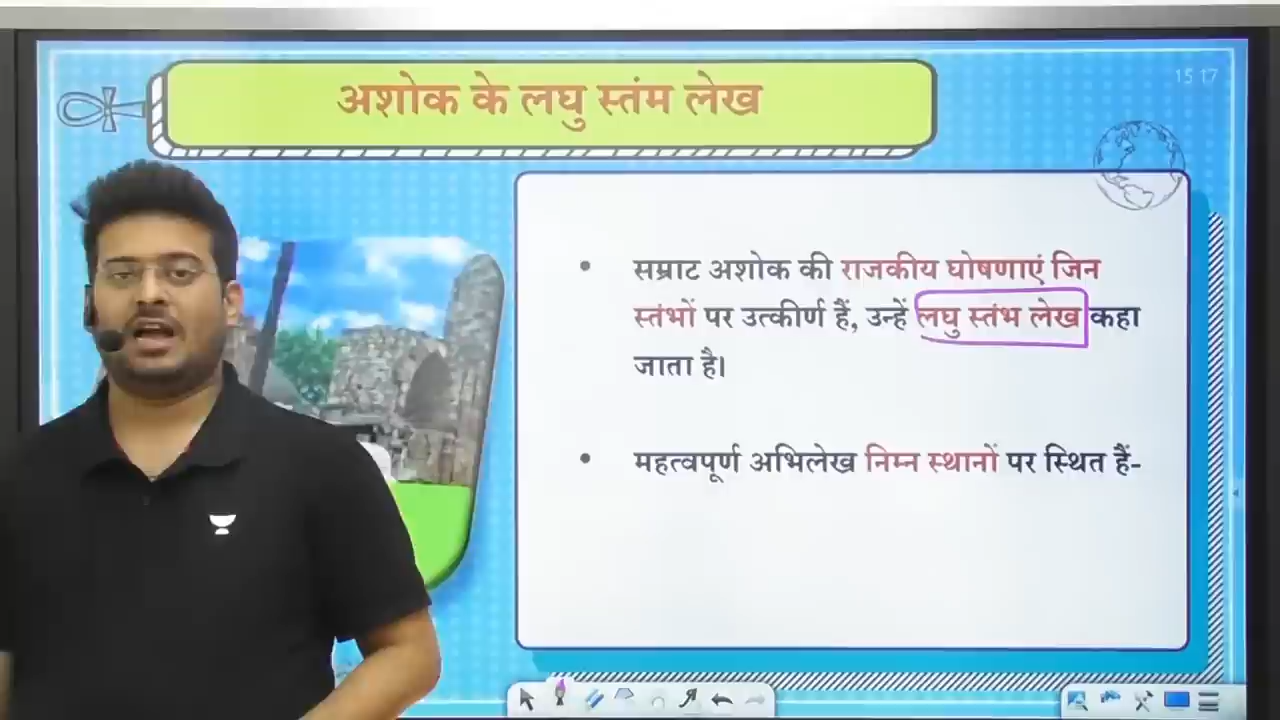 अशोक के लघु स्तंम लेख
15 17
• सम्राट अशोक की राजकीय घोषणाएं जिन
स्तंभों पर उत्कीर्ण हैं, उन्हें लघु स्तंभ लेख कहा
जाता है।
• महत्वपूर्ण अभिलेख निम्न स्थानों पर स्थित हैं-